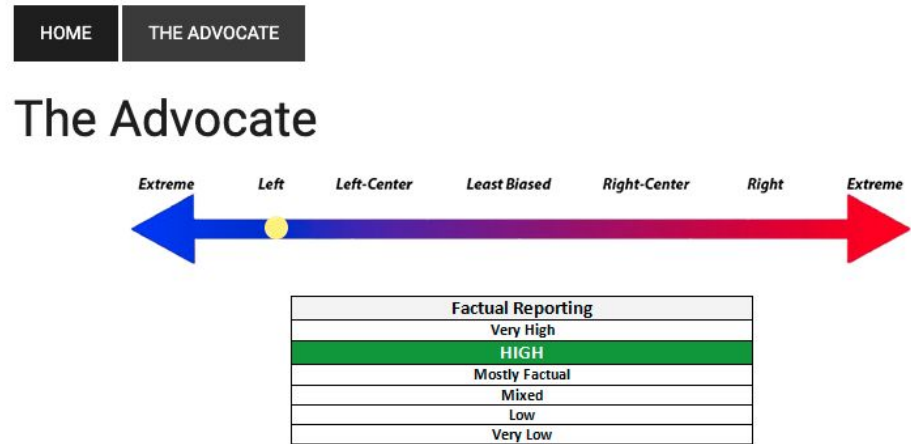 HOME THE ADVOCATE
The Advocate
Extreme Left Left-Center Least Biased Right-Center Right Extreme
Factual Reporting
Very High
HIGH
Mostly Factual
Mixed
Low
Very Low